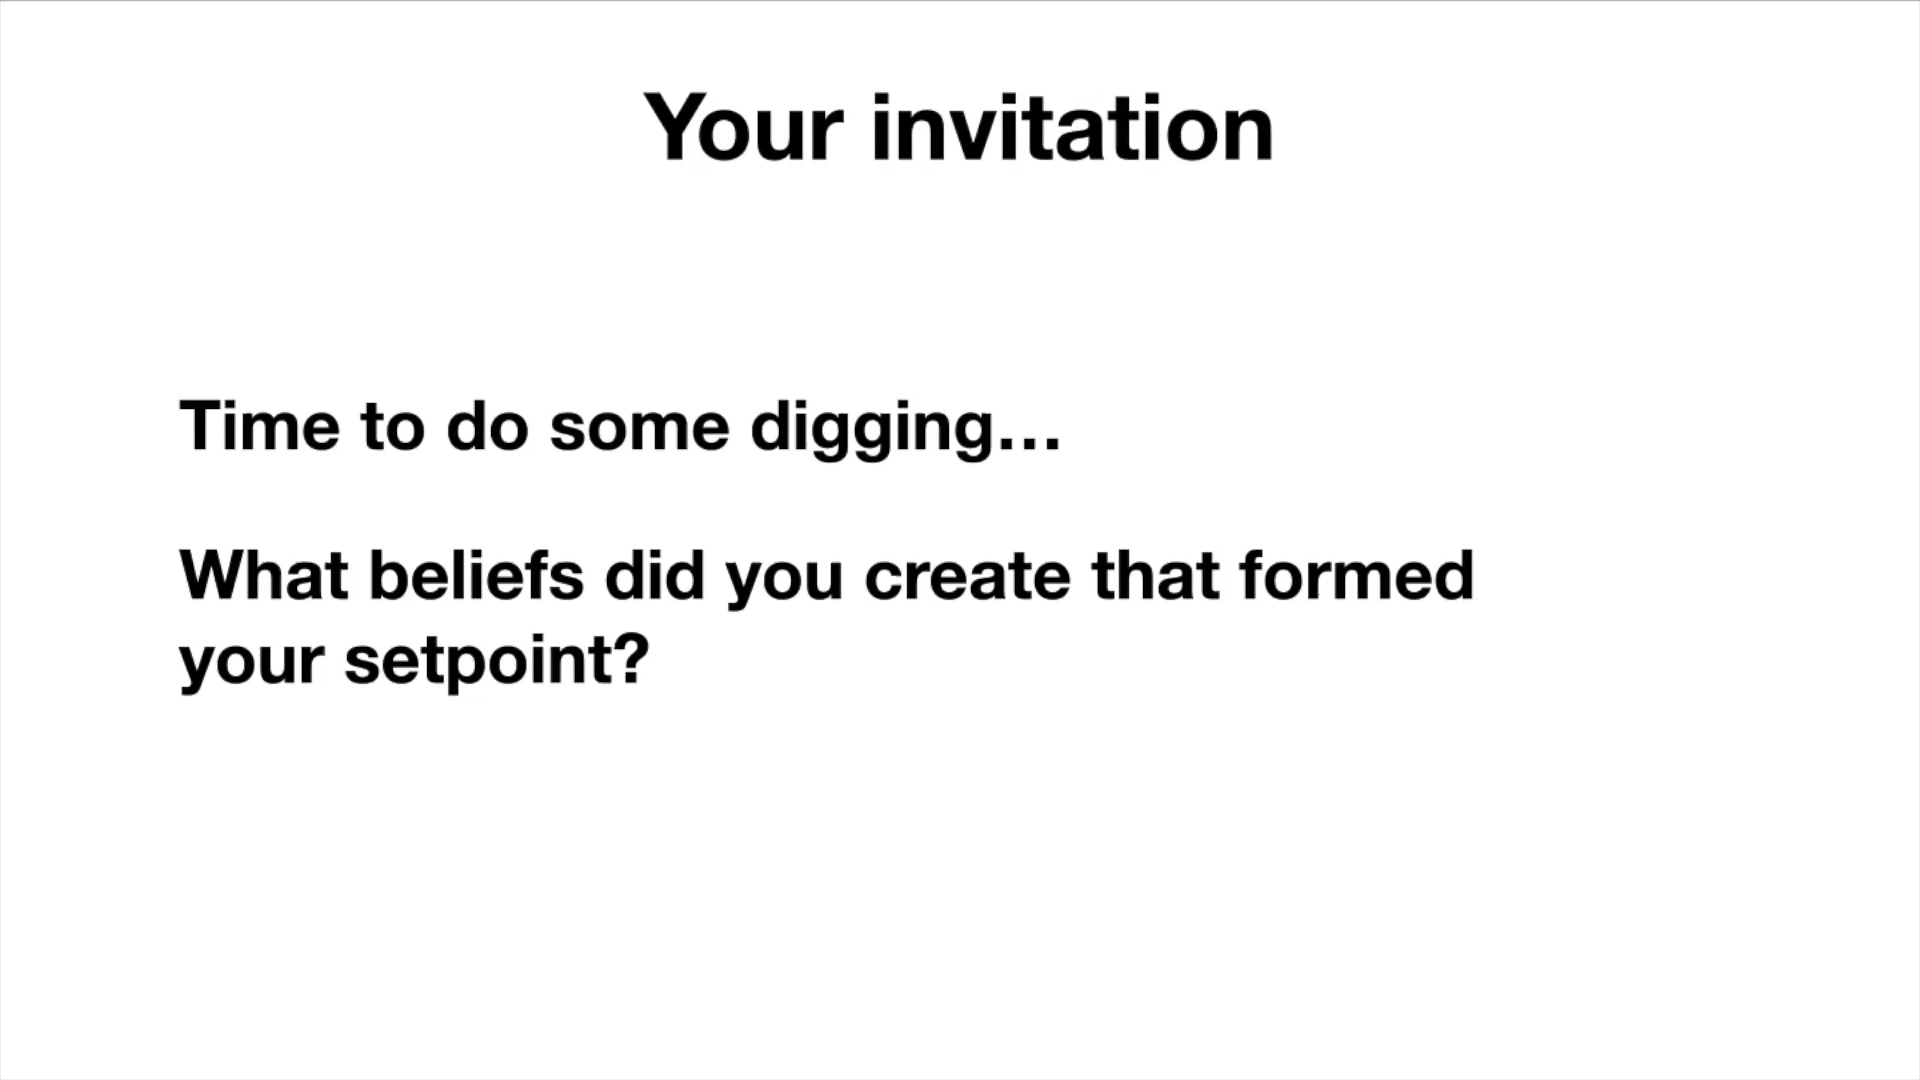 Your invitation
Time to do some digging…
What beliefs did you create that formed
your setpoint?